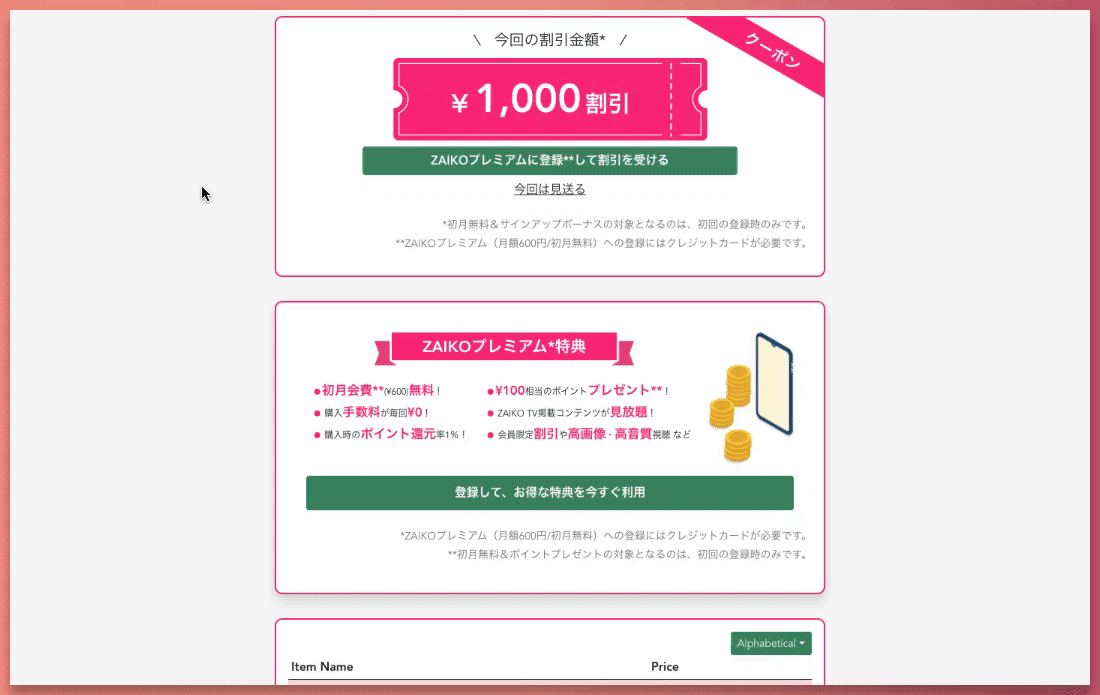 \ 今回の割引金額* /
クーポン
¥ 1,000 割引
ZAIKOプレミアムに登録**して割引を受ける
今回は見送る
*初月無料＆サインアップボーナスの対象となるのは、初回の登録時のみです。
**ZAIKOプレミアム（月額600円/初月無料）への登録にはクレジットカードが必要です。
ZAIKOプレミアム*特典
●初月会費**(¥600)無料！
●¥100相当のポイントプレゼント**！
● 購入手数料が毎回¥0！
● ZAIKO TV掲載コンテンツが見放題！
● 購入時のポイント還元率1%！
● 会員限定割引や高画像・高音質視聴 など
登録して、お得な特典を今すぐ利用
*ZAIKOプレミアム（月額600円/初月無料）への登録にはクレジットカードが必要です。
**初月無料＆ポイントプレゼントの対象となるのは、初回の登録時のみです。
Alphabetical
Item Name Price